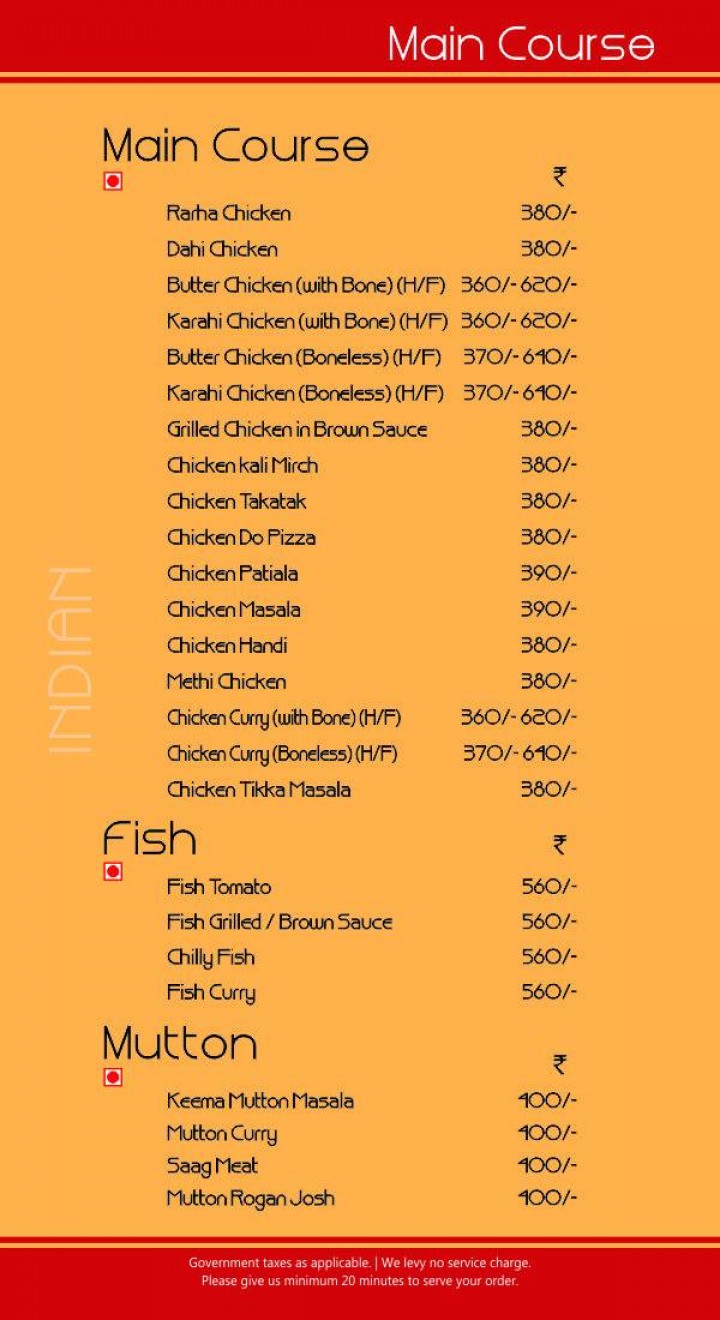 Main Course
Main Course
₹
Rarha Chicken 380/-
Dahi Chicken 380/-
Butter Chicken (with Bone) (H/F) 360/- 620/-
Karahi Chicken (with Bone) (H/F) 360/- 620/-
Butter Chicken (Boneless) (H/F) 370/- 640/-
Karahi Chicken (Boneless) (H/F) 370/- 640/-
Grilled Chicken in Brown Sauce 380/-
Chicken kali Mirch 380/-
Chicken Takatak 380/-
Chicken Do Pizza 380/-
Chicken Patiala 390/-
Chicken Masala 390/-
Chicken Handi 380/-
Methi Chicken 380/-
Chicken Curry (with Bone) (H/F) 360/- 620/-
Chicken Curry (Boneless) (H/F) 370/- 640/-
Chicken Tikka Masala 380/-
INDIAN
Fish ₹
Fish Tomato 560/-
Fish Grilled / Brown Sauce 560/-
Chilly Fish 560/-
Fish Curry 560/-
Mutton ₹
Keema Mutton Masala 400/-
Mutton Curry 400/-
Saag Meat 400/-
Mutton Rogan Josh 400/-
Government taxes as applicable. | We levy no service charge.
Please give us minimum 20 minutes to serve your order.